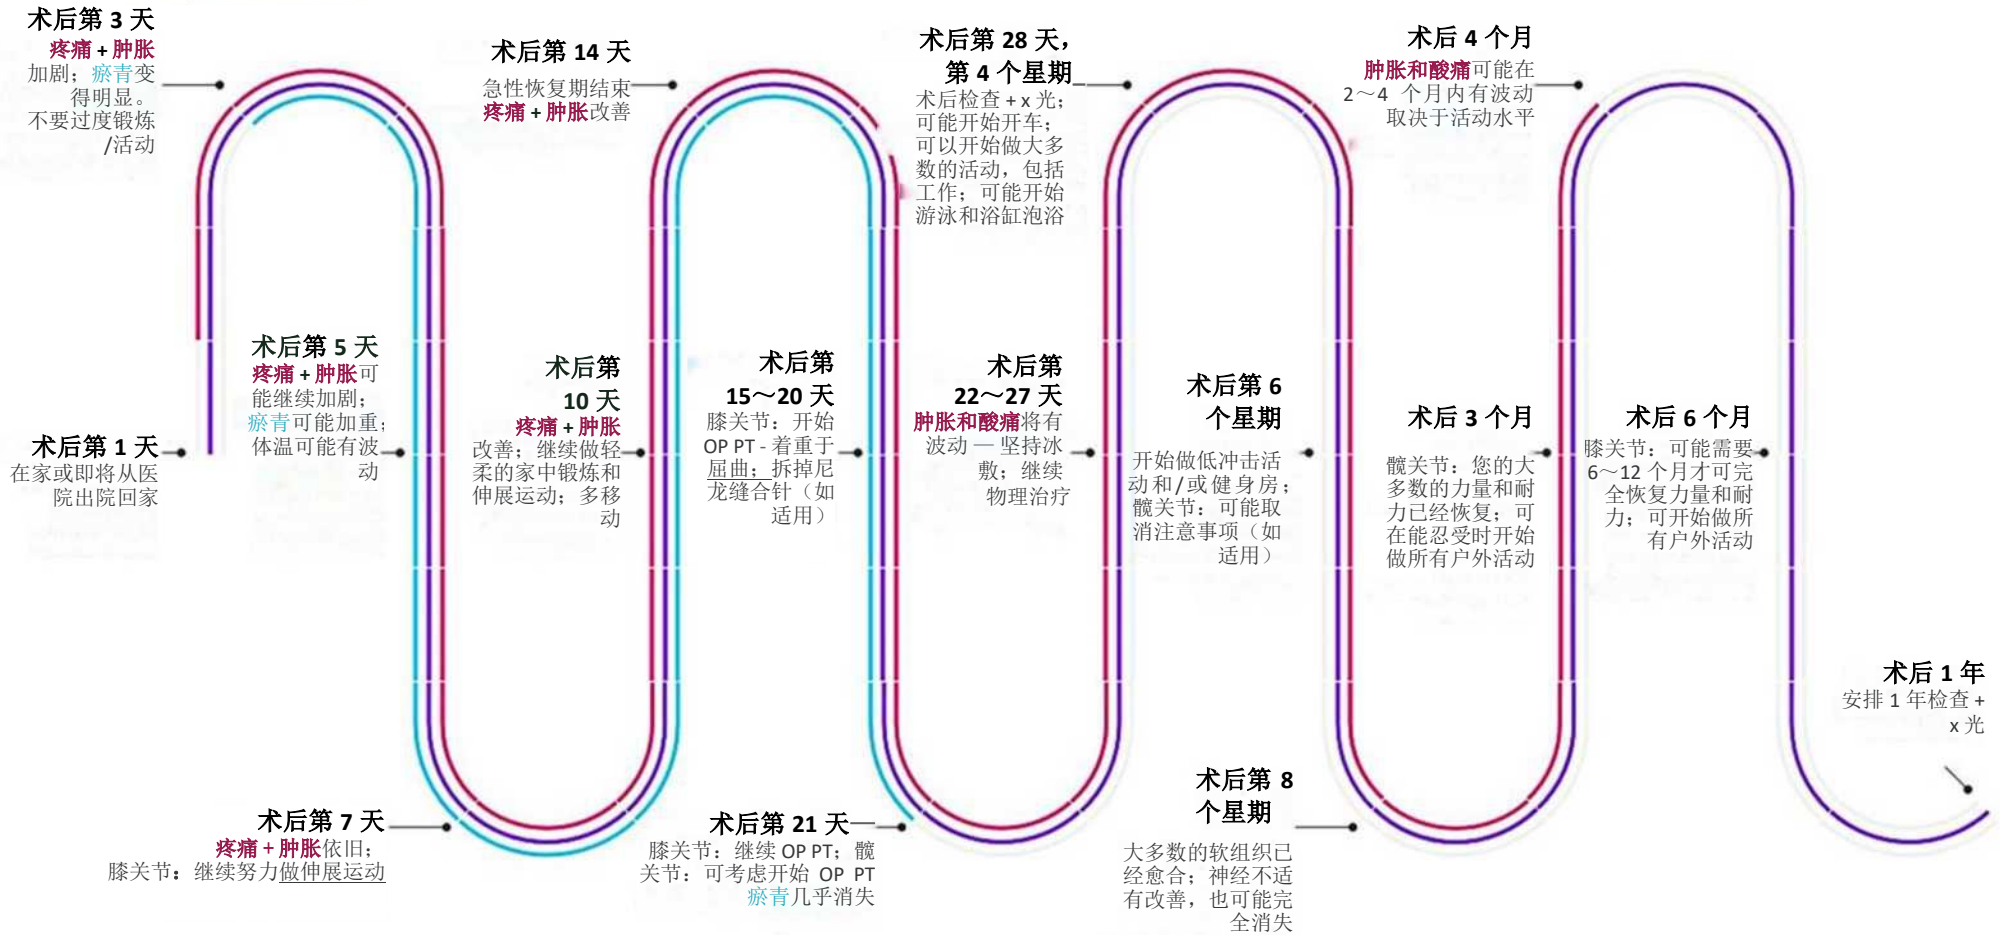 术后第 3 天
疼痛 + 肿胀
加剧；瘀青变
得明显。
不要过度锻炼
/活动
术后第 1 天
在家或即将从医
院出院回家
术后第 5 天
疼痛 + 肿胀可
能继续加剧；
瘀青可能加重；
体温可能有波
动
术后第 7 天
疼痛 + 肿胀依旧；
膝关节：继续努力做伸展运动
术后第
10 天
疼痛 + 肿胀
改善；继续做轻
柔的家中锻炼和
伸展运动；多移
动
术后第 14 天
急性恢复期结束
疼痛 + 肿胀改善
术后第
15～20 天
膝关节：开始
OP PT - 着重于
屈曲；拆掉尼
龙缝合针（如
适用）
术后第 21 天
膝关节：继续 OP PT；髋
关节：可考虑开始 OP PT
瘀青几乎消失
术后第
22～27 天
肿胀和酸痛将有
波动 — 坚持冰
敷；继续
物理治疗
术后第 28 天，
第 4 个星期
术后检查 + x 光；
可能开始开车；
可以开始做大多
数的活动，包括
工作；可能开始
游泳和浴缸泡浴
术后第 6
个星期
开始做低冲击活
动和/或健身房；
髋关节：可能取
消注意事项（如
适用）
术后第 8
个星期
大多数的软组织已
经愈合；神经不适
有改善，也可能完
全消失
术后 3 个月
髋关节：您的大
多数的力量和耐
力已经恢复；可
在能忍受时开始
做所有户外活动
术后 4 个月
肿胀和酸痛可能在
2～4 个月内有波动
取决于活动水平
术后 6 个月
膝关节：可能需要
6～12 个月才可完
全恢复力量和耐
力；可开始做所
有户外活动
术后 1 年
安排 1 年检查 +
x 光